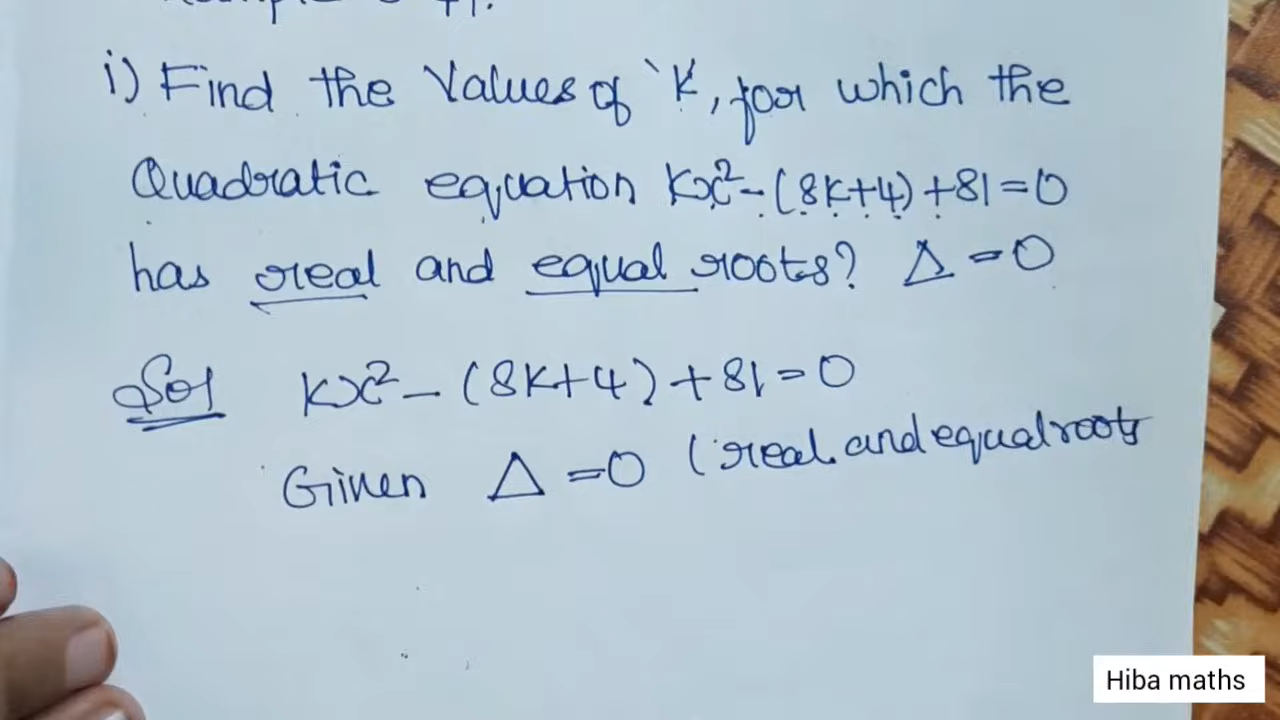 i) Find the Values of 'K, for which the
Quadratic equation Kx²-(8K+4)+81=0
has real and equal roots? Δ=0
Sol Kx²-(8K+4)+81=0
Given Δ=0 (real and equal roots
Hiba maths